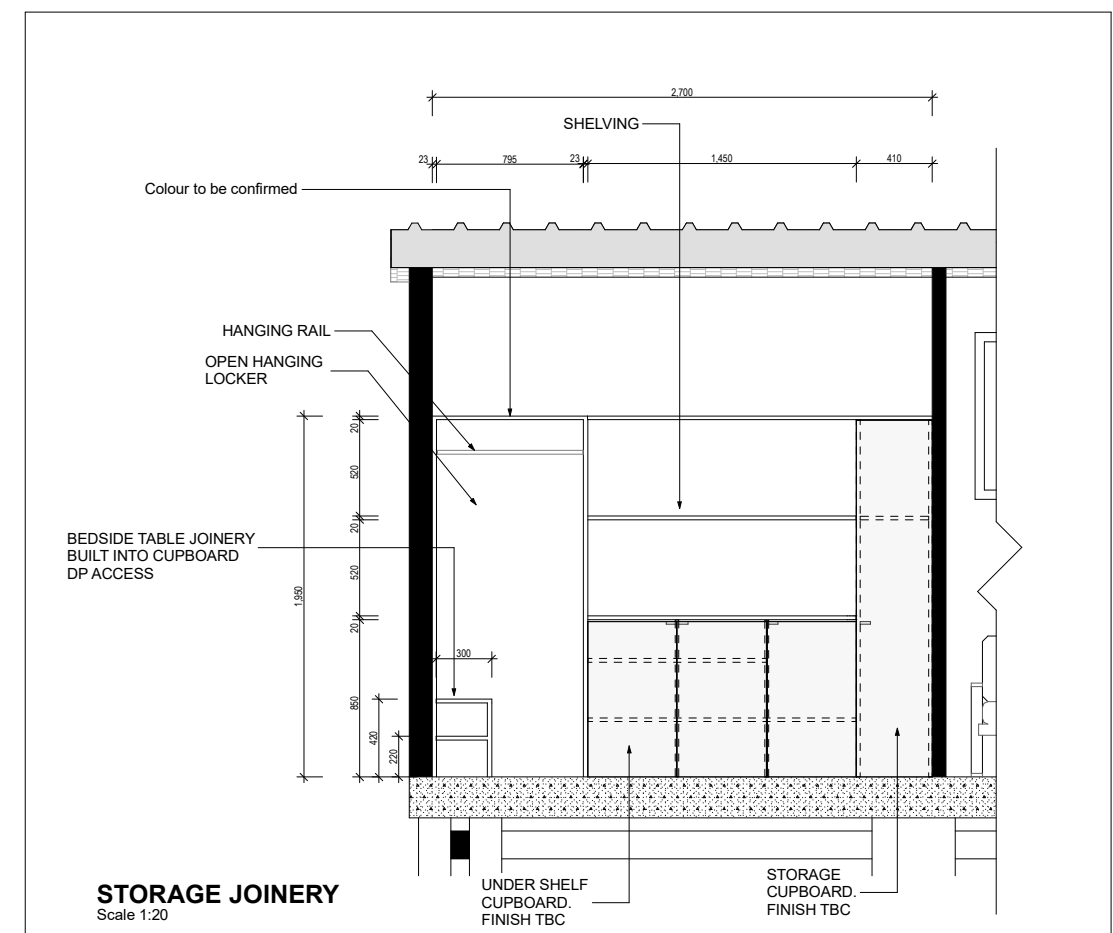 2,700
SHELVING
23
795
23
1,450
410
Colour to be confirmed
HANGING RAIL
OPEN HANGING
LOCKER
20
520
20
520
20
1,950
BEDSIDE TABLE JOINERY
BUILT INTO CUPBOARD
DP ACCESS
300
850
420
220
STORAGE JOINERY
Scale 1:20
UNDER SHELF
CUPBOARD.
FINISH TBC
STORAGE
CUPBOARD.
FINISH TBC